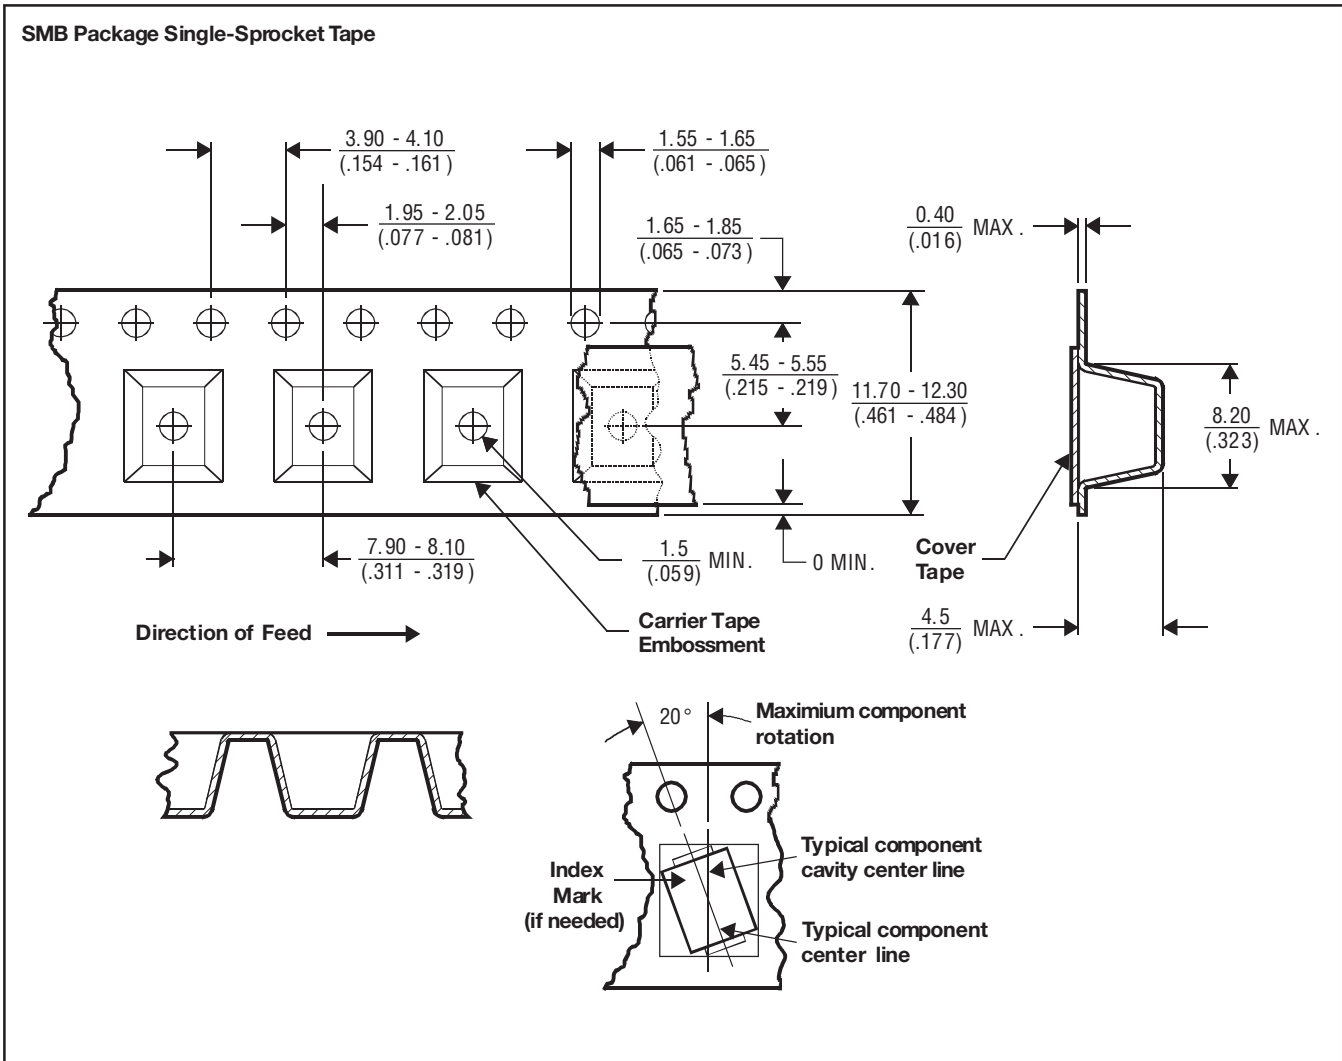 SMB Package Single-Sprocket Tape
3.90 - 4.10
(.154 - .161)
1.55 - 1.65
(.061 - .065)
1.95 - 2.05
(.077 - .081)
1.65 - 1.85
(.065 - .073)
0.40
(.016)
MAX.
5.45 - 5.55
(.215 - .219)
11.70 - 12.30
(.461 - .484)
8.20
(.323)
MAX.
7.90 - 8.10
(.311 - .319)
1.5
(.059)
MIN.
0 MIN.
Cover
Tape
Direction of Feed
Carrier Tape
Embossment
4.5
(.177)
MAX.
20°
Maximium component
rotation
Typical component
cavity center line
Index
Mark
(if needed)
Typical component
center line